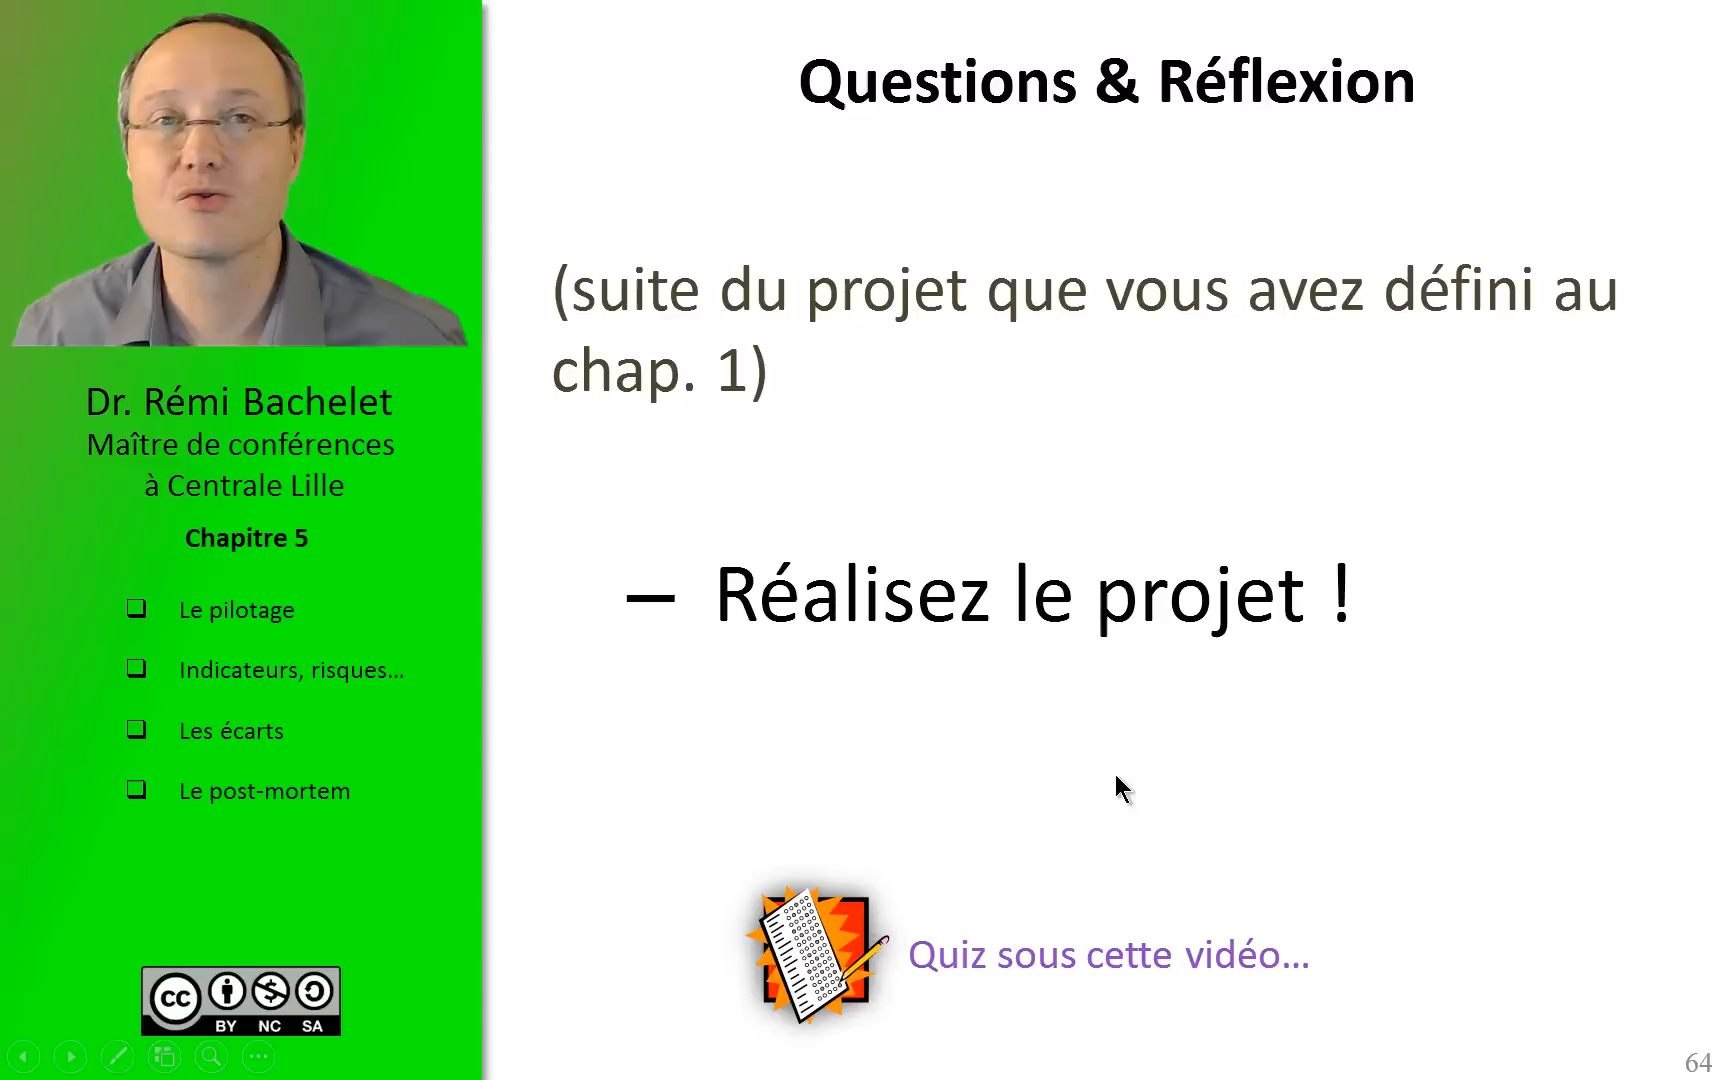 Dr. Rémi Bachelet
Maître de conférences
à Centrale Lille
Chapitre 5
Le pilotage
Indicateurs, risques...
Les écarts
Le post-mortem
cc
BY NC SA
Questions & Réflexion
(suite du projet que vous avez défini au
chap. 1)
– Réalisez le projet !
Quiz sous cette vidéo...
64